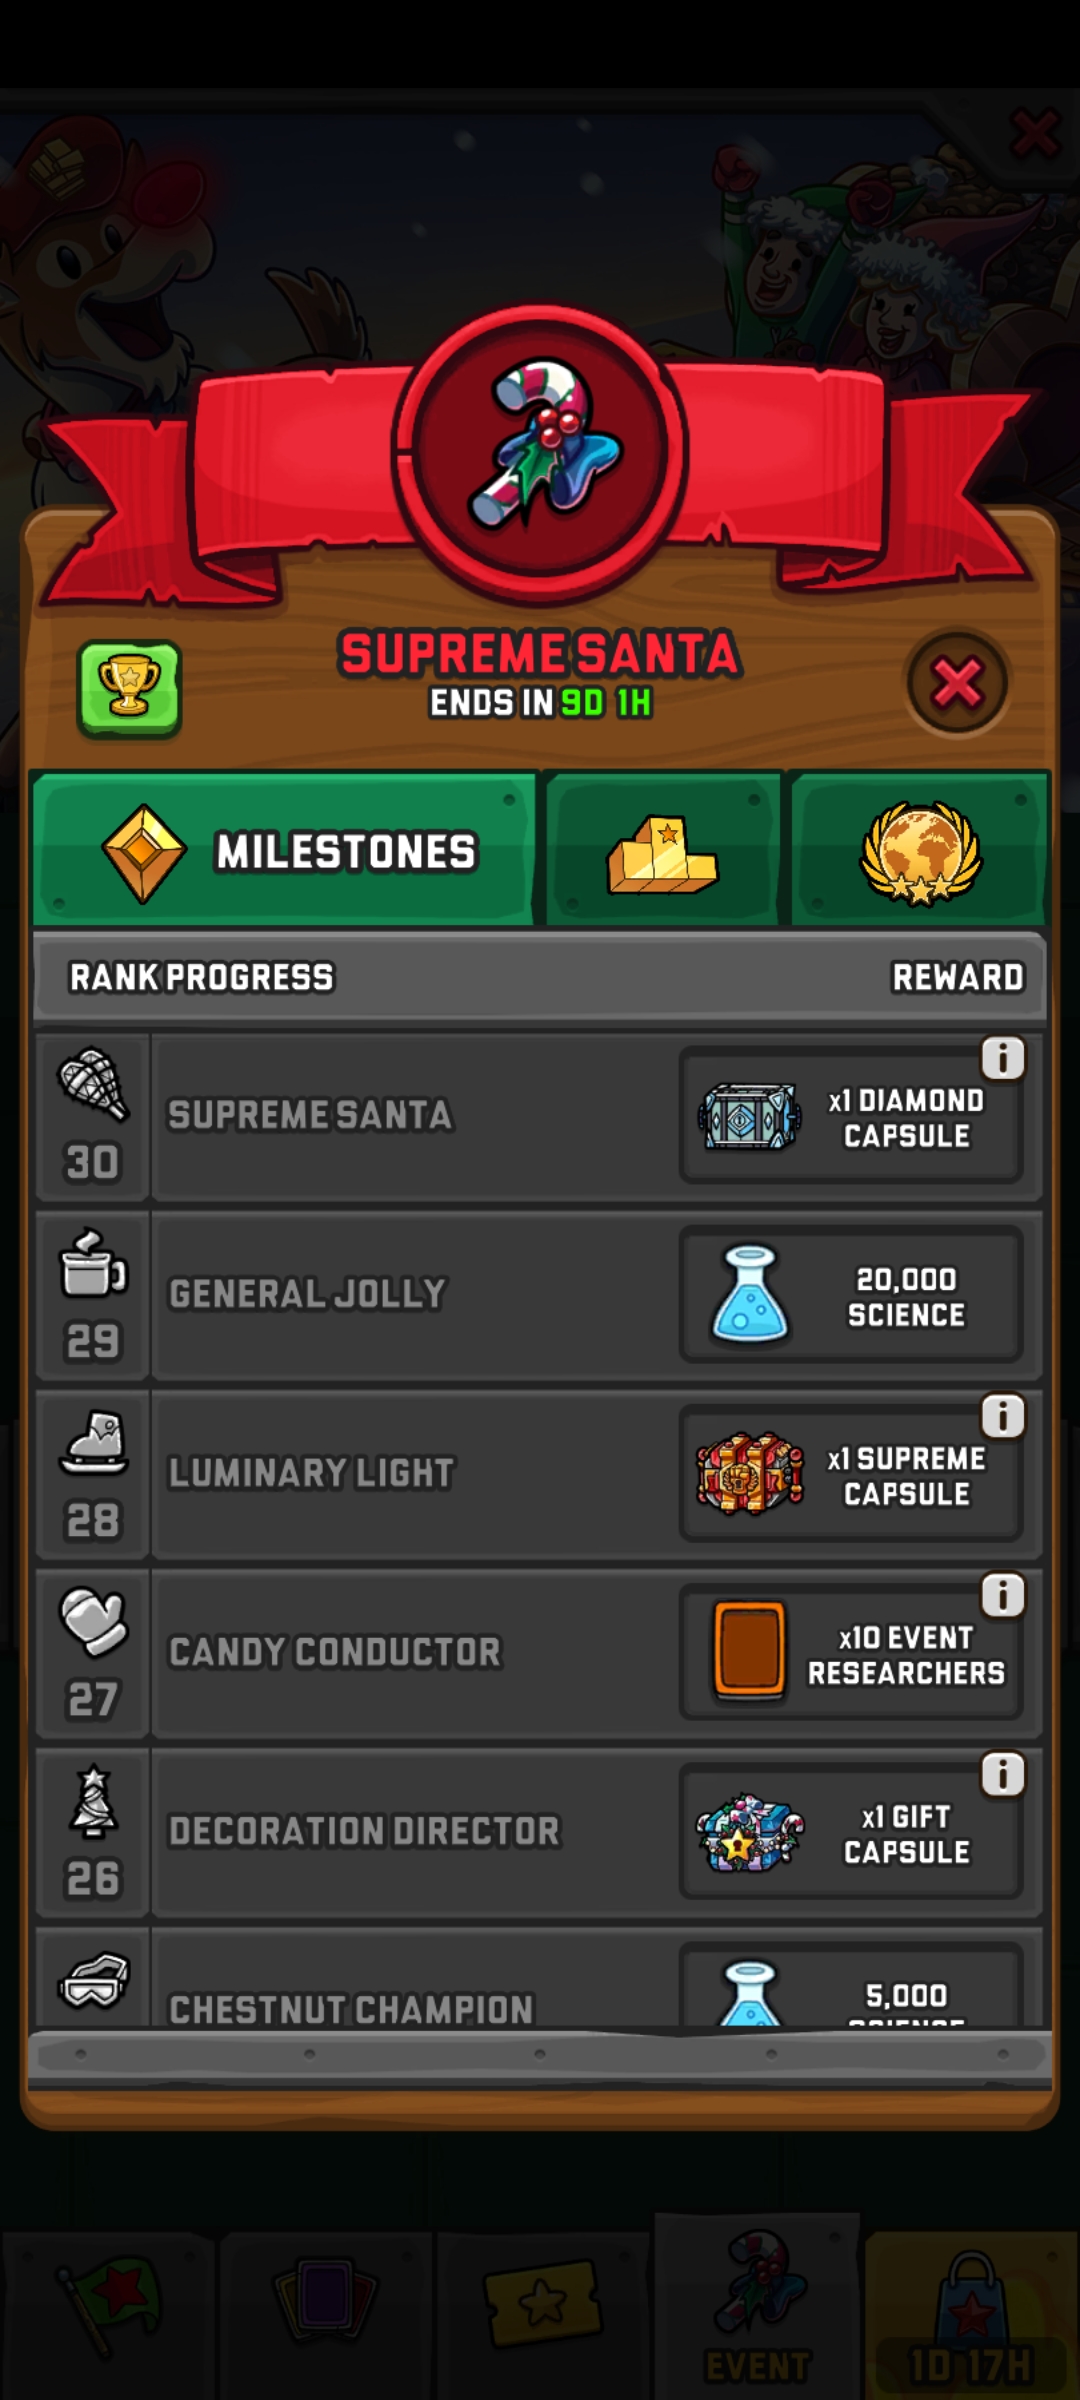 SUPREME SANTA
ENDS IN 9D 1H
MILESTONES
RANK PROGRESS
REWARD
30
SUPREME SANTA
x1 DIAMOND
CAPSULE
i
29
GENERAL JOLLY
20,000
SCIENCE
28
LUMINARY LIGHT
x1 SUPREME
CAPSULE
i
27
CANDY CONDUCTOR
x10 EVENT
RESEARCHERS
i
26
DECORATION DIRECTOR
x1 GIFT
CAPSULE
i
CHESTNUT CHAMPION
5,000
SCIENCE
EVENT
1D 17H